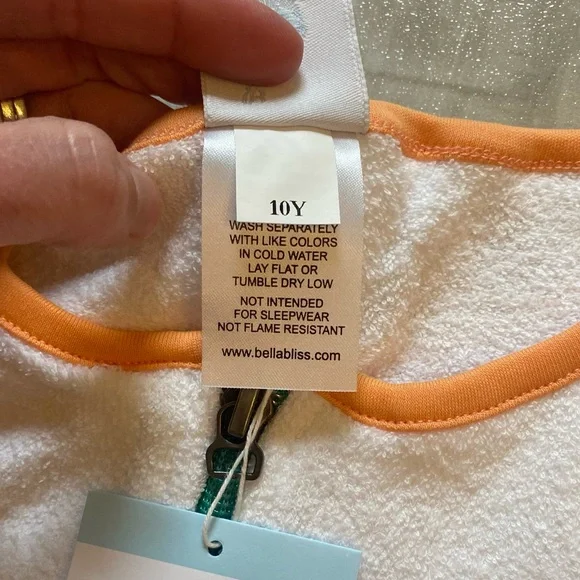 10Y
WASH SEPARATELY
WITH LIKE COLORS
IN COLD WATER
LAY FLAT OR
TUMBLE DRY LOW
NOT INTENDED
FOR SLEEPWEAR
NOT FLAME RESISTANT
www.bellabliss.com